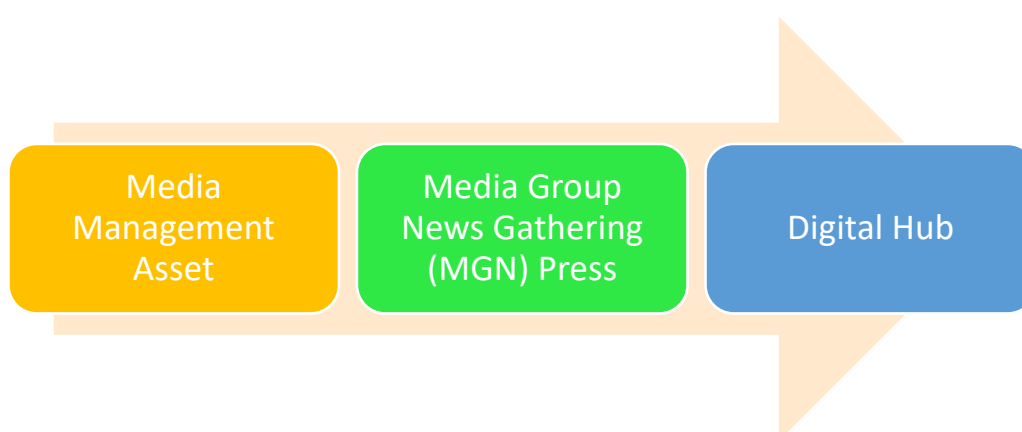 Media
Management
Asset
Media Group
News Gathering
(MGN) Press
Digital Hub